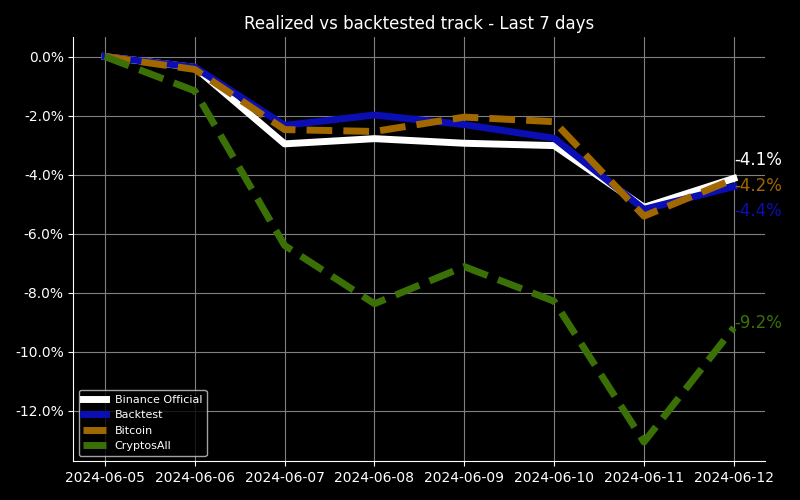 Realized vs backtested track - Last 7 days
0.0%
-2.0%
-4.0%
-6.0%
-8.0%
-10.0%
-12.0%
-4.1%
-4.2%
-4.4%
-9.2%
Binance Official
Backtest
Bitcoin
CryptosAll
2024-06-05 2024-06-06 2024-06-07 2024-06-08 2024-06-09 2024-06-10 2024-06-11 2024-06-12